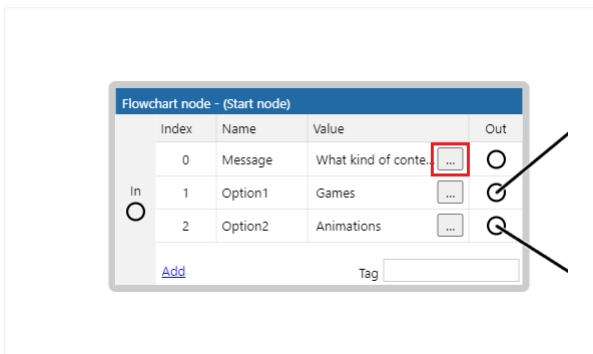 Flowchart node - (Start node)
Index Name Value Out
0 Message What kind of conte... ...
In
1 Option1 Games ...
2 Option2 Animations ...
Add Tag